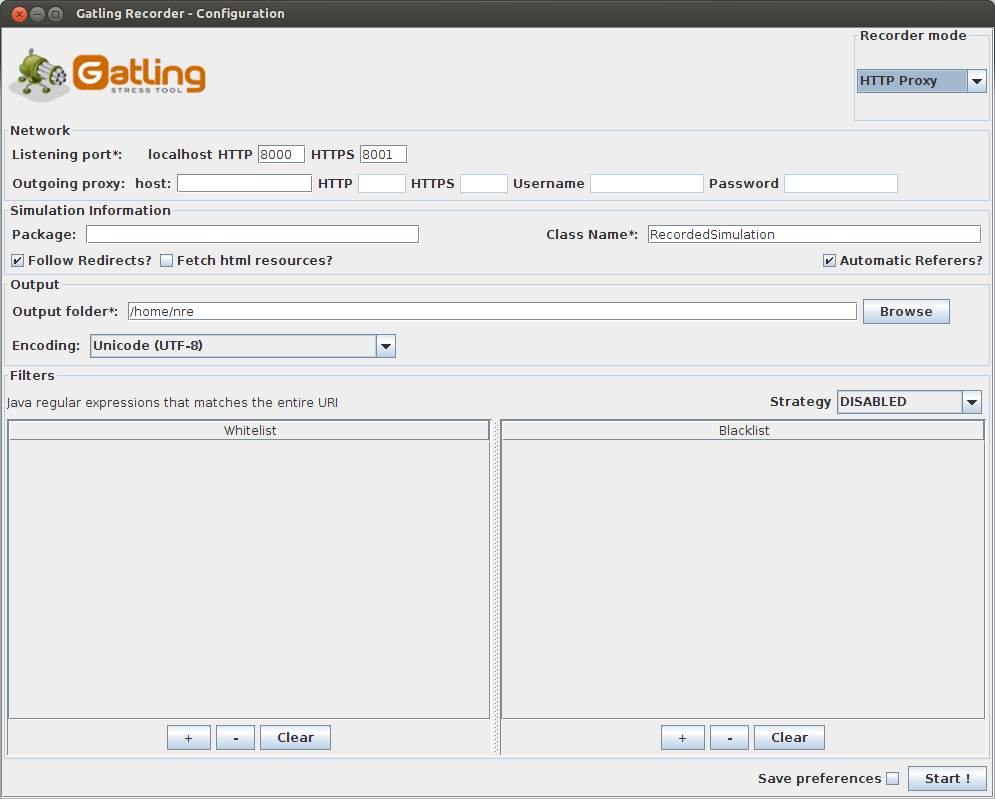 Gatling Recorder - Configuration
Gatling
STRESS TOOL
Recorder mode
HTTP Proxy
Network
Listening port*: localhost HTTP 8000 HTTPS 8001
Outgoing proxy: host: HTTP HTTPS Username Password
Simulation Information
Package: Class Name*: RecordedSimulation
Follow Redirects? Fetch html resources? Automatic Referers?
Output
Output folder*: /home/nre Browse
Encoding: Unicode (UTF-8)
Filters
Java regular expressions that matches the entire URI Strategy DISABLED
Whitelist Blacklist
+ - Clear + - Clear
Save preferences Start !